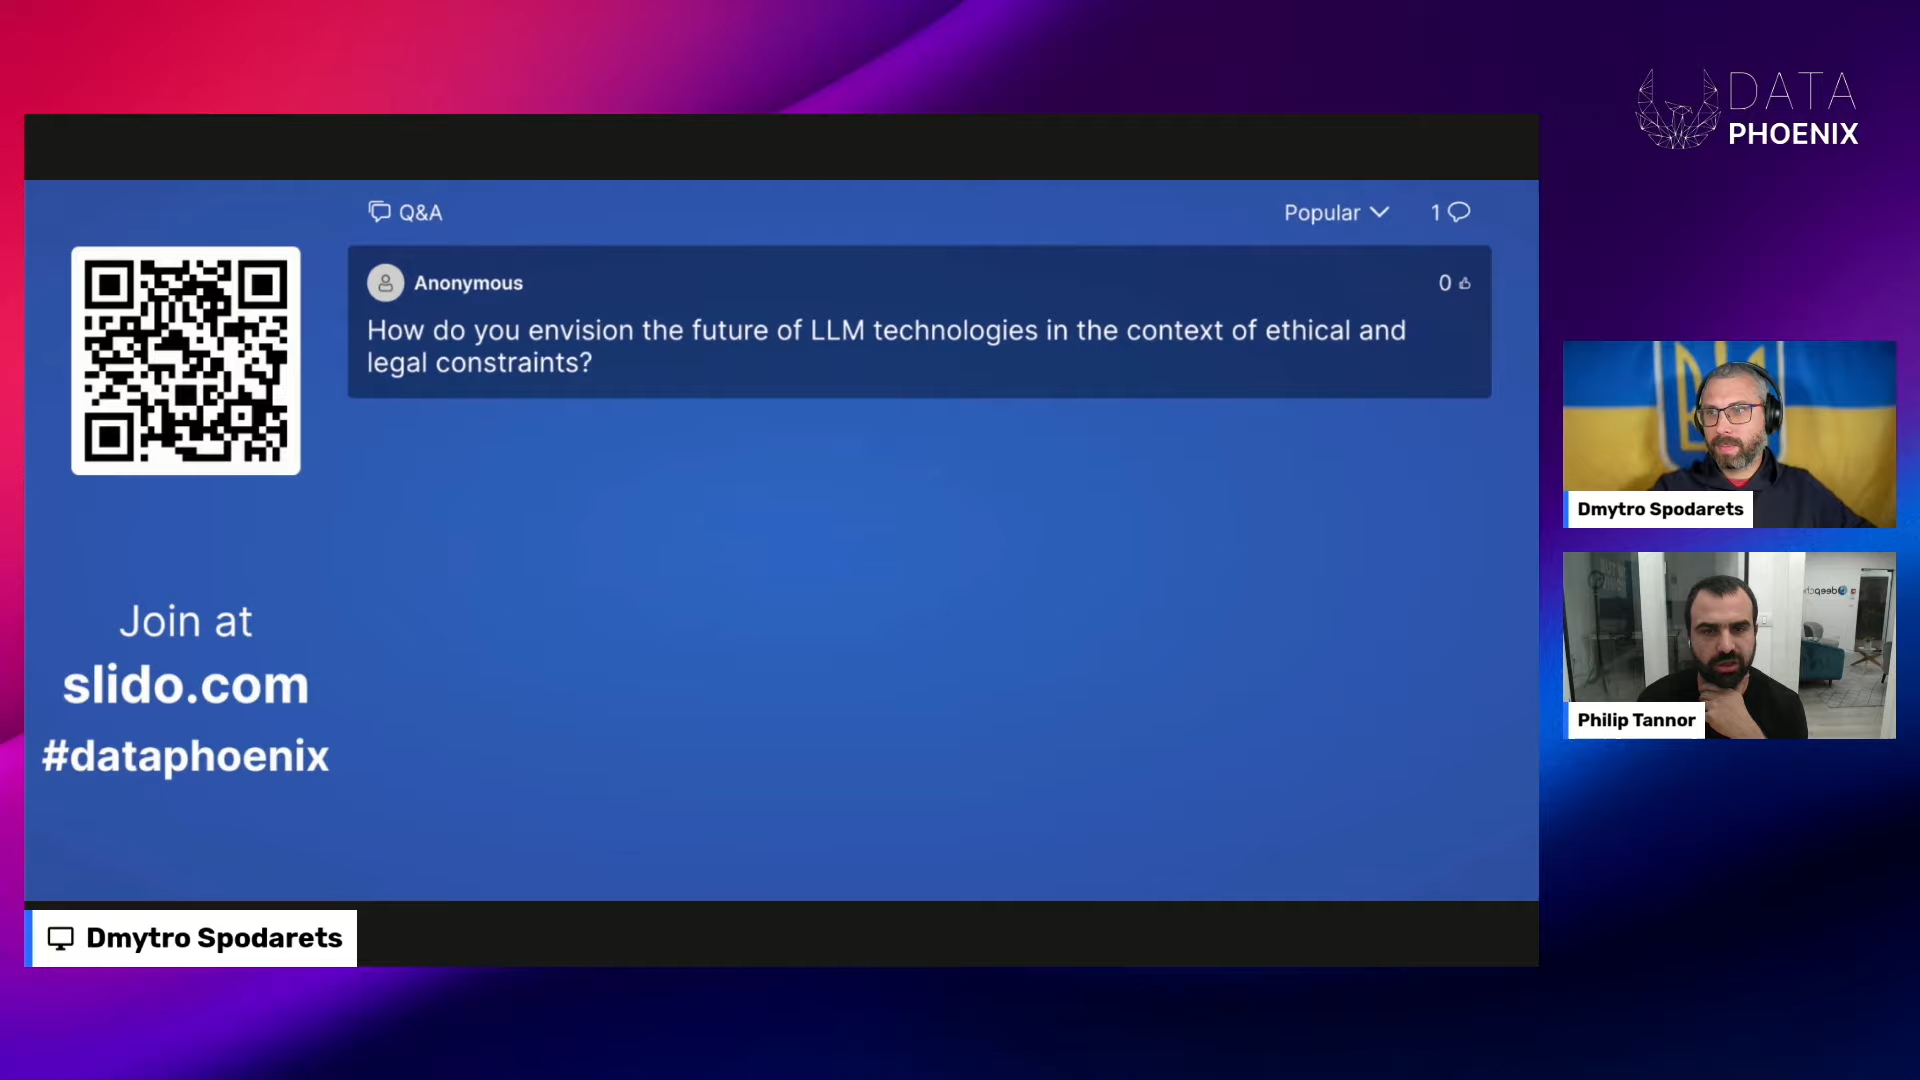 DATA
PHOENIX
Q&A
Popular
1
Anonymous
0
How do you envision the future of LLM technologies in the context of ethical and
legal constraints?
Join at
slido.com
#dataphoenix
Dmytro Spodarets
Dmytro Spodarets
Philip Tannor